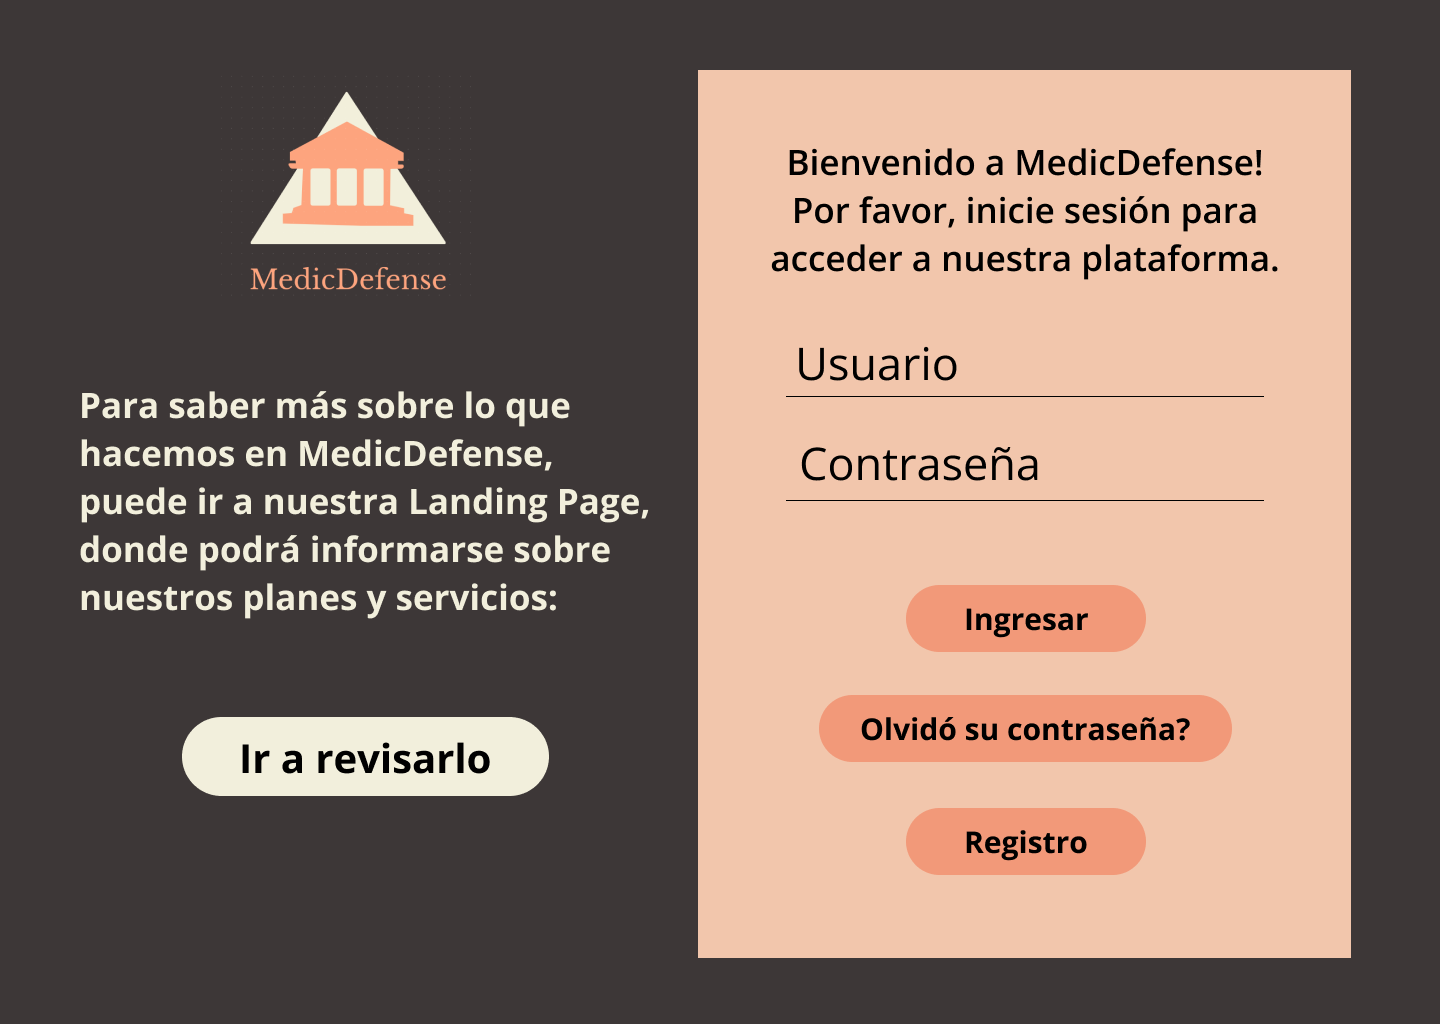 MedicDefense
Para saber más sobre lo que
hacemos en MedicDefense,
puede ir a nuestra Landing Page,
donde podrá informarse sobre
nuestros planes y servicios:
Ir a revisarlo
Bienvenido a MedicDefense!
Por favor, inicie sesión para
acceder a nuestra plataforma.
Usuario
Contraseña
Ingresar
Olvidó su contraseña?
Registro